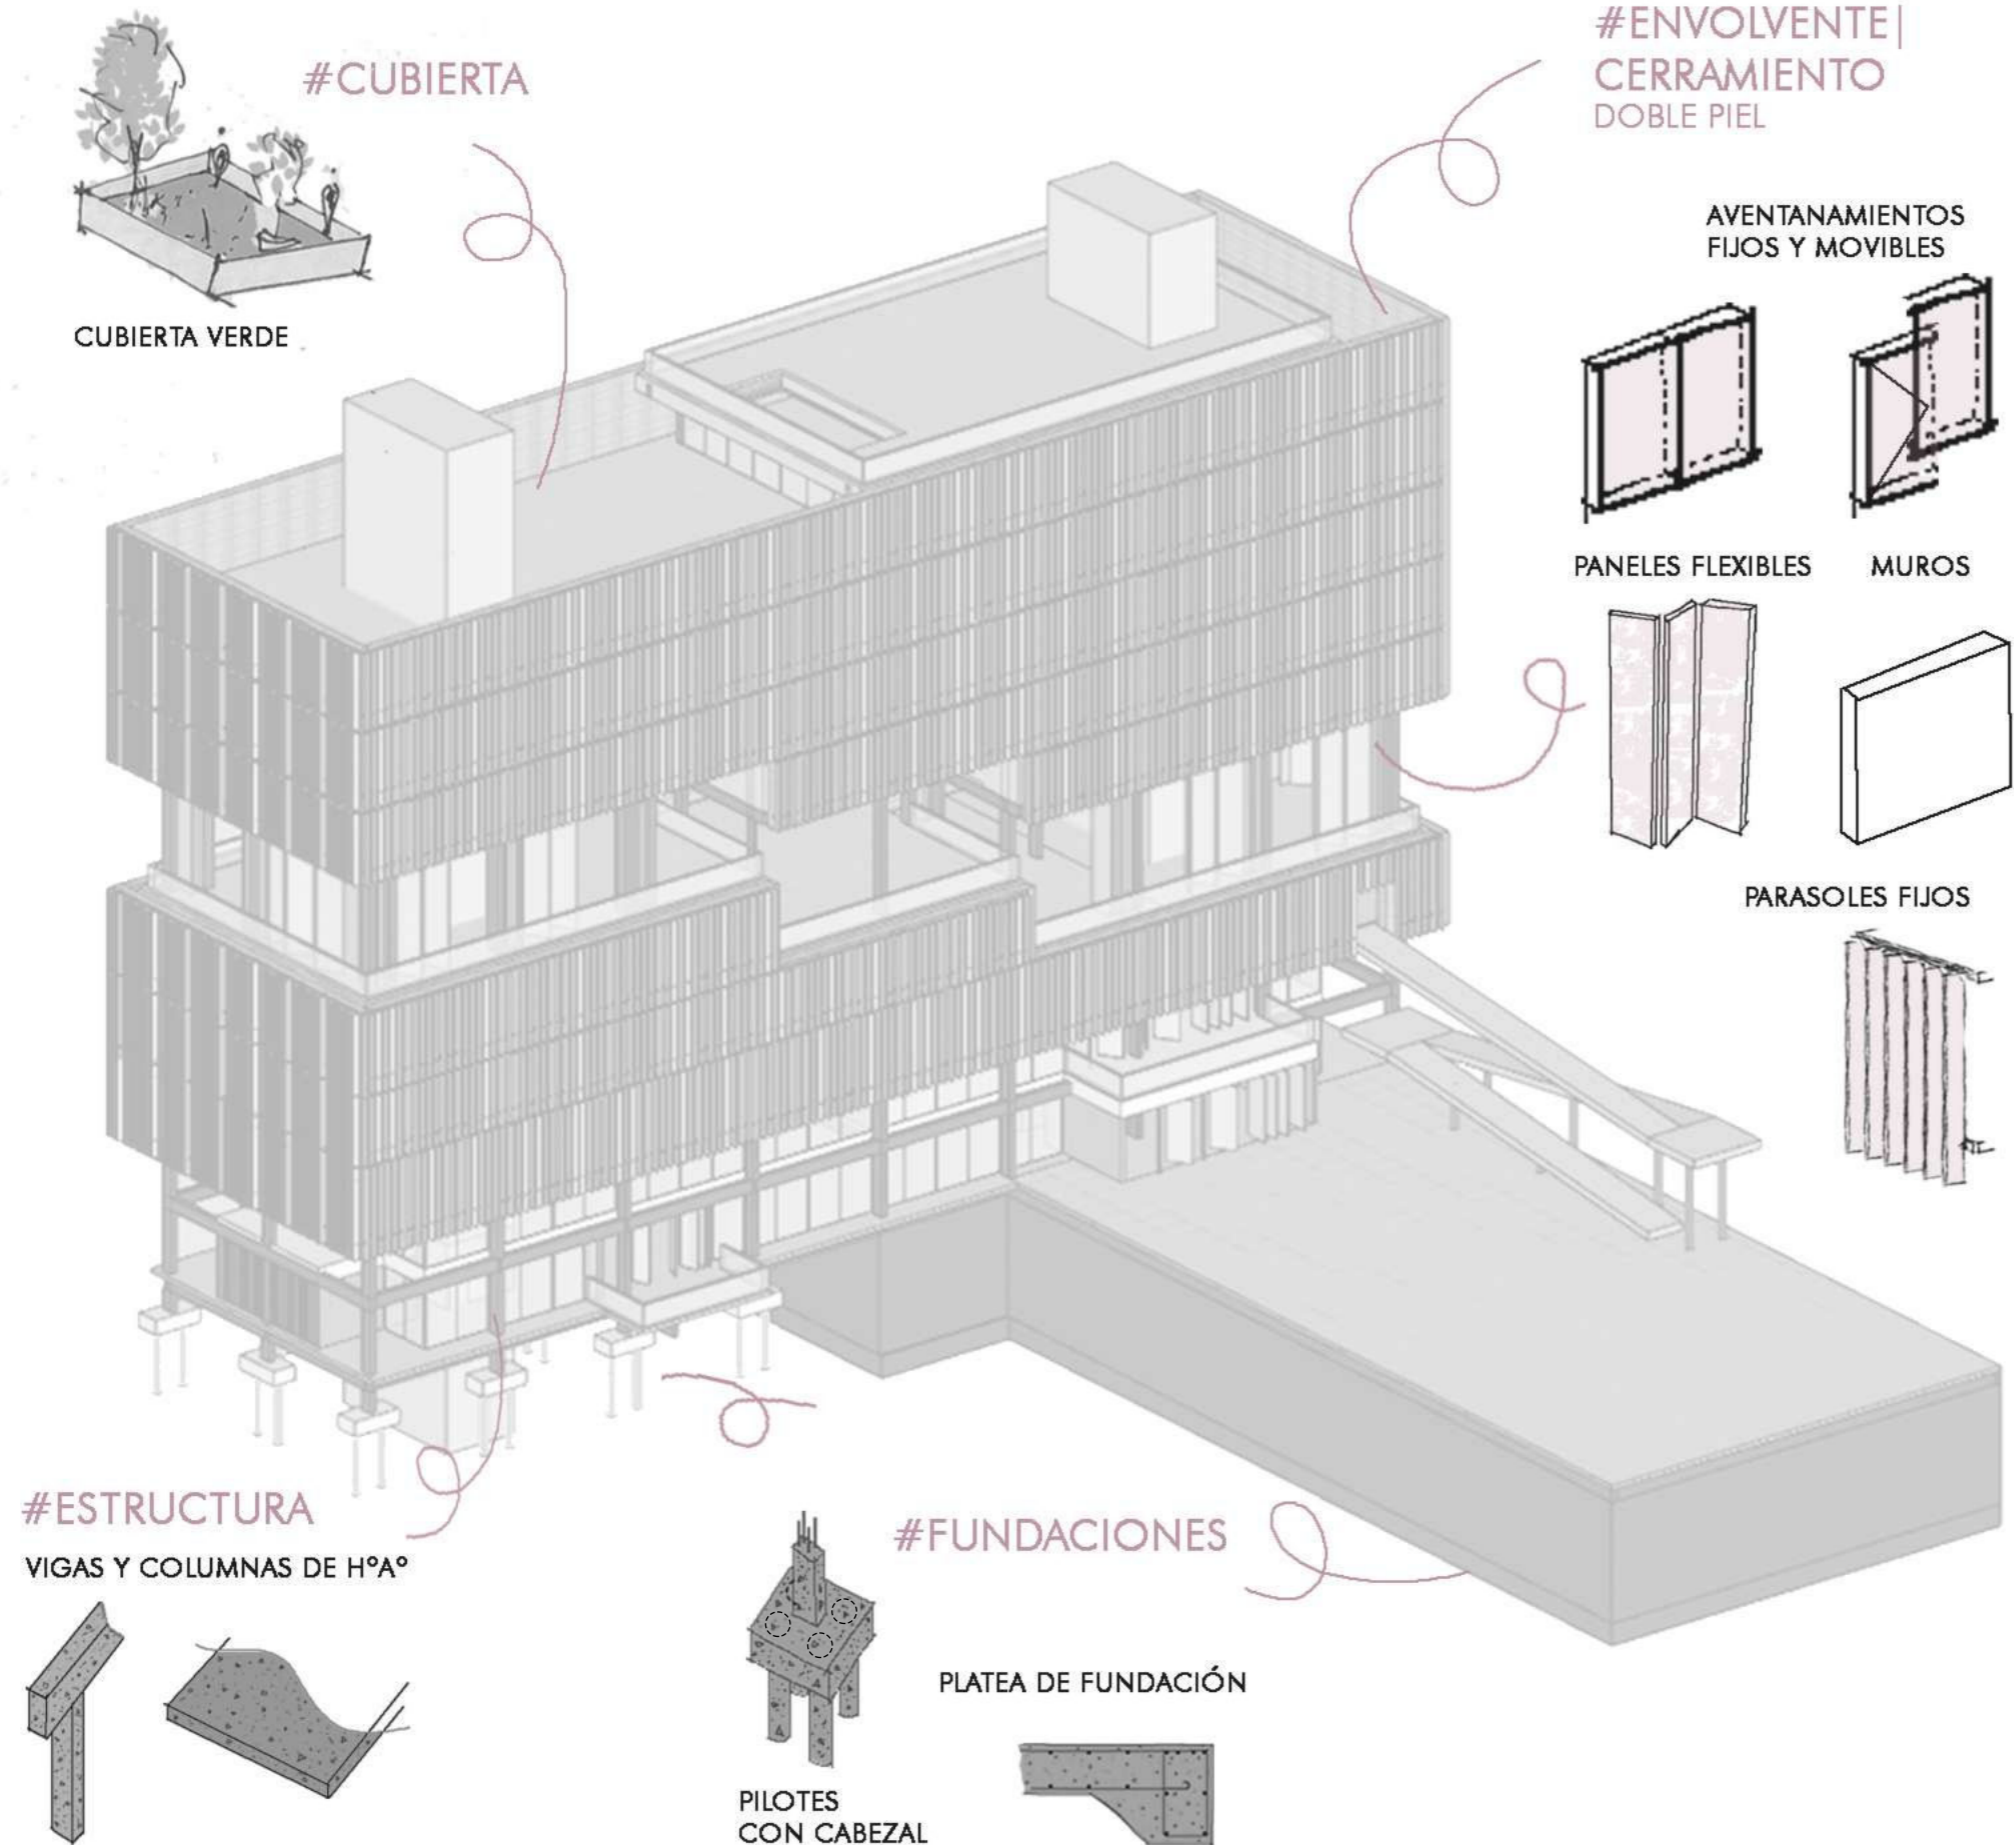 #CUBIERTA
CUBIERTA VERDE
#ENVOLVENTE|
CERRAMIENTO
DOBLE PIEL
AVENTANAMIENTOS
FIJOS Y MOVIBLES
PANELES FLEXIBLES
MUROS
PARASOLES FIJOS
#ESTRUCTURA
VIGAS Y COLUMNAS DE HºAº
#FUNDACIONES
PLATEA DE FUNDACIÓN
PILOTES
CON CABEZAL